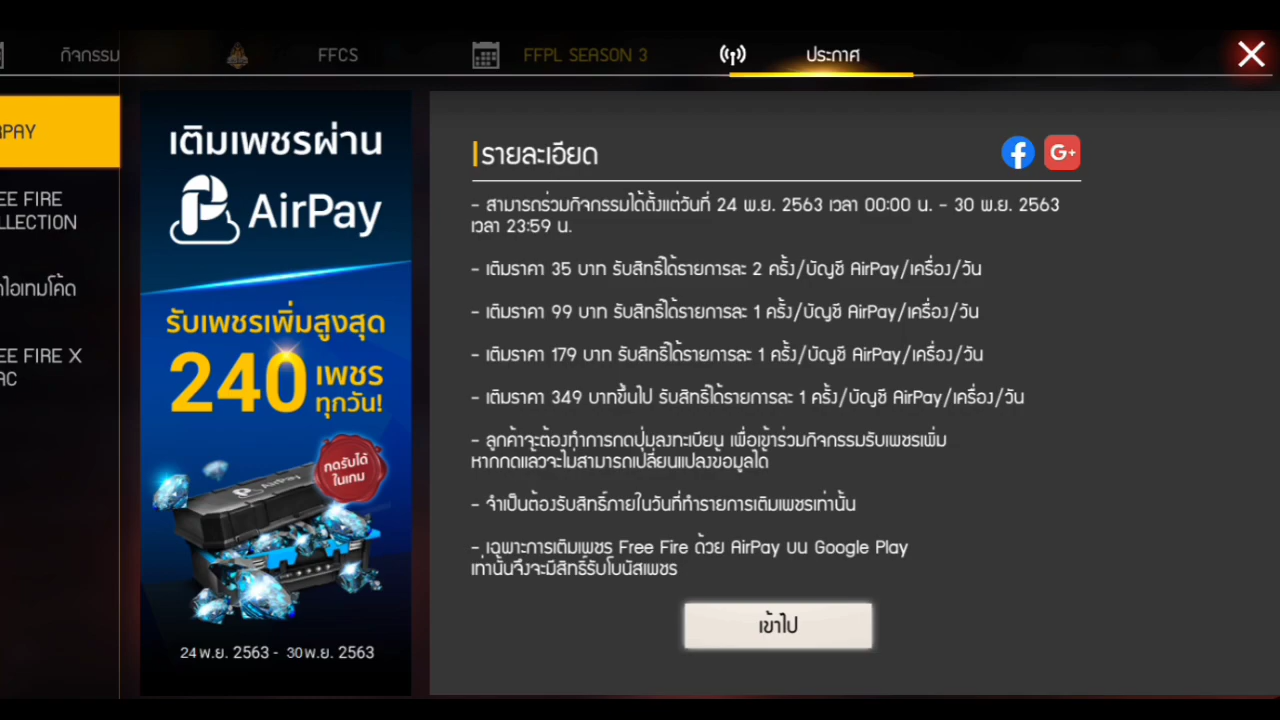 กิจกรรม
FFCS
FFPL SEASON 3
ประกาศ
RPAY
EE FIRE
LLECTION
ไอเทมโค้ด
EE FIRE X
AC
เติมเพชรผ่าน
AirPay
รับเพชรเพิ่มสูงสุด
240 เพชร
ทุกวัน!
กดรับได้
ในเกม
AirPay
24 พ.ย. 2563 - 30 พ.ย. 2563
รายละเอียด
G+
- สามารถร่วมกิจกรรมได้ตั้งแต่วันที่ 24 พ.ย. 2563 เวลา 00:00 น. - 30 พ.ย. 2563
เวลา 23:59 น.
- เติมราคา 35 บาท รับสิทธิ์ได้รายการละ 2 ครั้ง/บัญชี AirPay/เครื่อง/วัน
- เติมราคา 99 บาท รับสิทธิ์ได้รายการละ 1 ครั้ง/บัญชี AirPay/เครื่อง/วัน
- เติมราคา 179 บาท รับสิทธิ์ได้รายการละ 1 ครั้ง/บัญชี AirPay/เครื่อง/วัน
- เติมราคา 349 บาทขึ้นไป รับสิทธิ์ได้รายการละ 1 ครั้ง/บัญชี AirPay/เครื่อง/วัน
- ลูกค้าจะต้องทำการกดปุ่มลงทะเบียน เพื่อเข้าร่วมกิจกรรมรับเพชรเพิ่ม
หากกดแล้วจะไม่สามารถเปลี่ยนแปลงข้อมูลได้
- จำเป็นต้องรับสิทธิ์ภายในวันที่ทำรายการเติมเพชรเท่านั้น
- เฉพาะการเติมเพชร Free Fire ด้วย AirPay บน Google Play
เท่านั้นจึงจะมีสิทธิ์รับโบนัสเพชร
เข้าไป